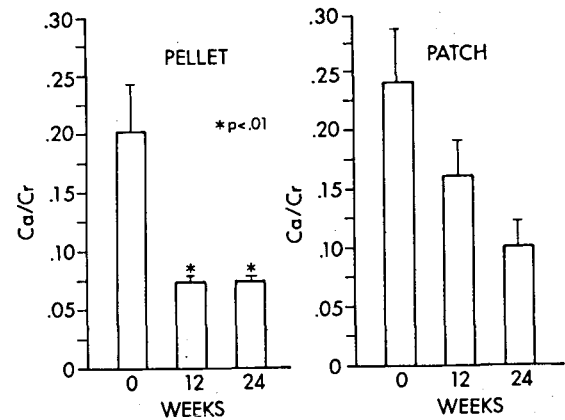 .30
.25
.20
.15
.10
.05
0
Ca/Cr
PELLET
*p<.01
*
*
0 12 24
WEEKS
.30
.25
.20
.15
.10
.05
0
Ca/Cr
PATCH
0 12 24
WEEKS